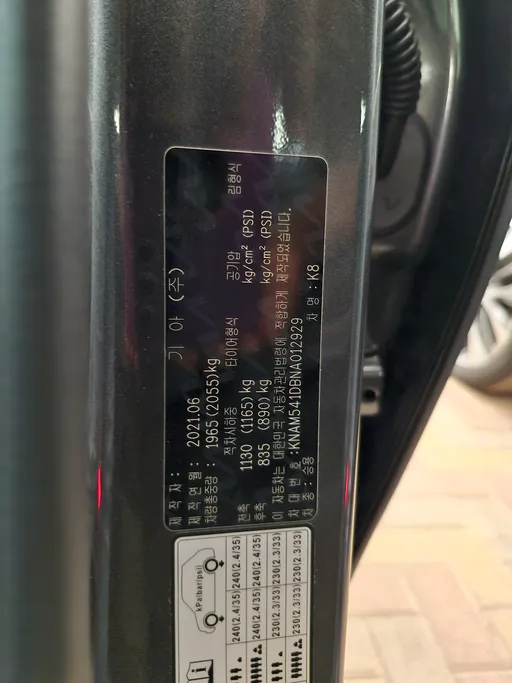 제 작 자 : 기 아 (주)
제 작 연 월 : 2021.06
차량총중량 : 1965(2055)kg
적차시하중 타이어형식 공기압 림형식
전축 1130 (1165)kg kg/cm² (PSI)
후축 835 (890)kg kg/cm² (PSI)
이 자동차는 대한민국 자동차관리법령에 적합하게 제작되었습니다.
차 대 번 호 : KNAM541DBNA012929
차 종 : 승용 차 명 : K8
kPa(bar/psi)
240(2.4/35) 240(2.4/35)
240(2.4/35) 240(2.4/35)
230(2.3/33) 230(2.3/33)
230(2.3/33) 230(2.3/33)